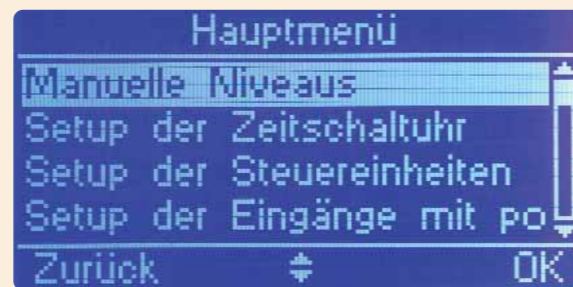 Hauptmenü
Manuelle Niveaus
Setup der Zeitschaltuhr
Setup der Steuereinheiten
Setup der Eingänge mit po
Zurück OK